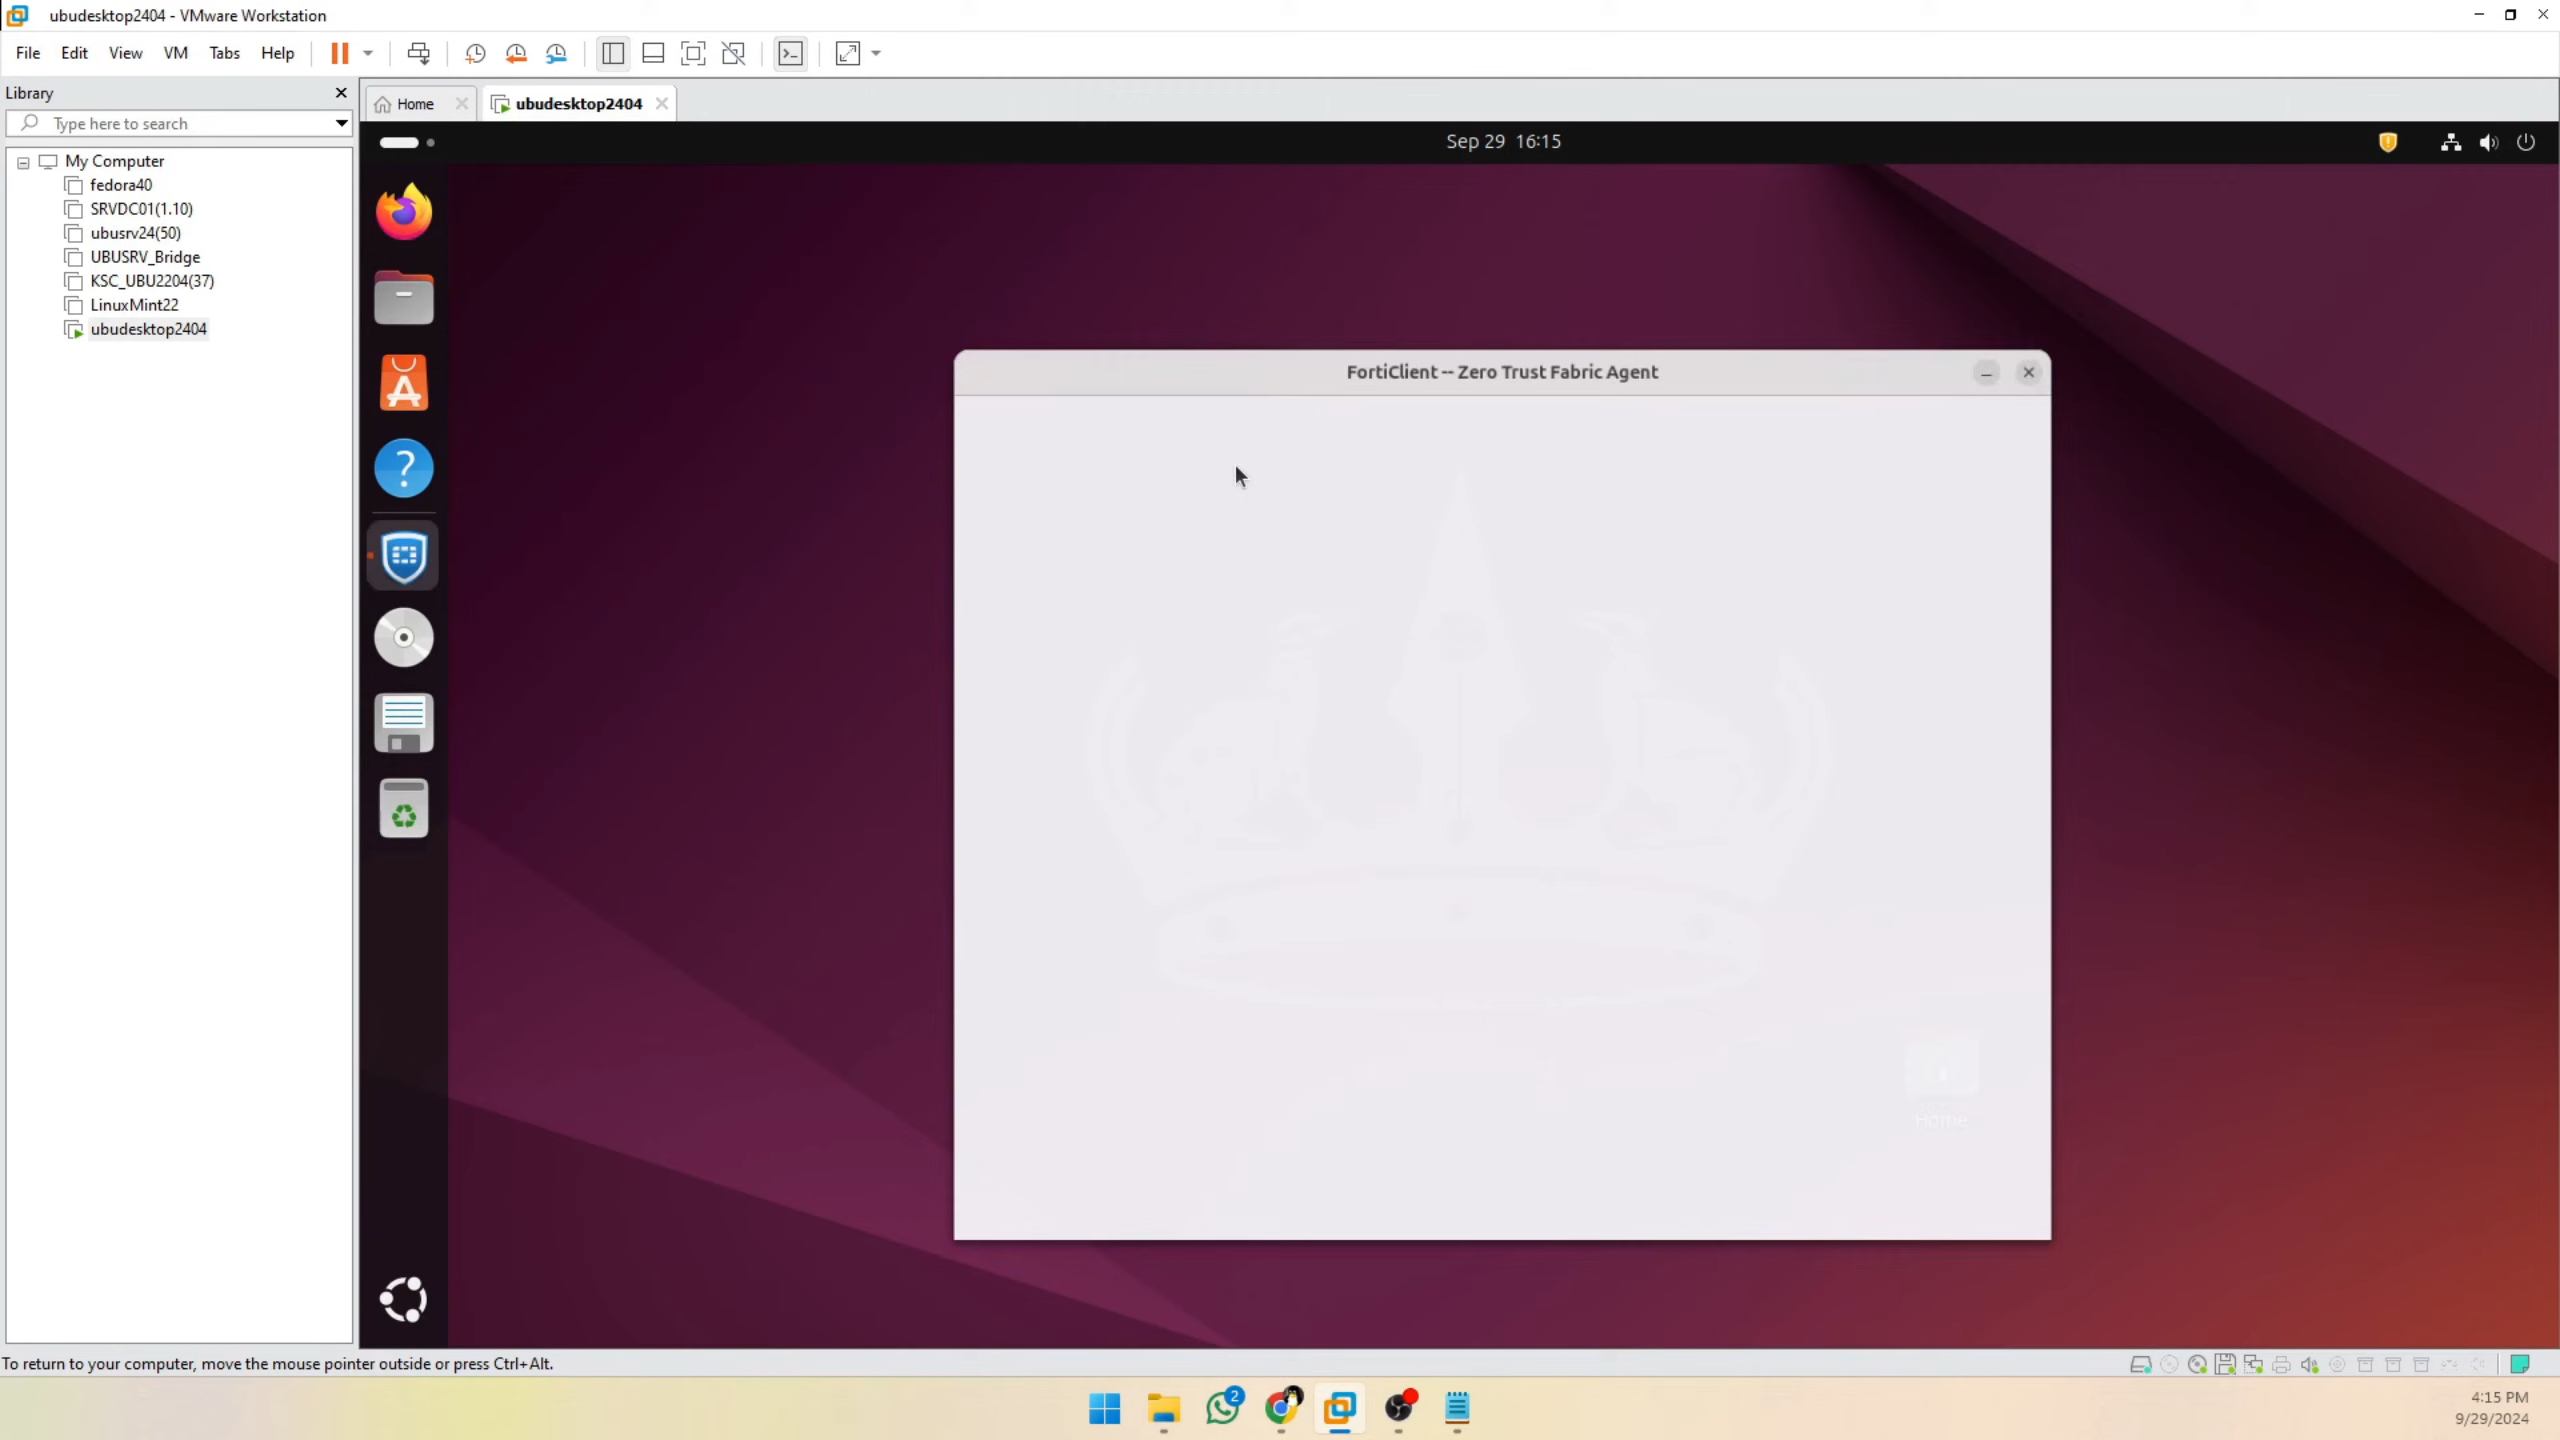 ubudesktop2404 - VMware Workstation
File Edit View VM Tabs Help
Library
Home
ubudesktop2404
Type here to search
Sep 29 16:15
My Computer
fedora40
SRVDC01(1.10)
ubusrv24(50)
UBUSRV_Bridge
KSC_UBU2204(37)
LinuxMint22
ubudesktop2404
FortiClient -- Zero Trust Fabric Agent
Home
To return to your computer, move the mouse pointer outside or press Ctrl+Alt.
2
4:15 PM
9/29/2024